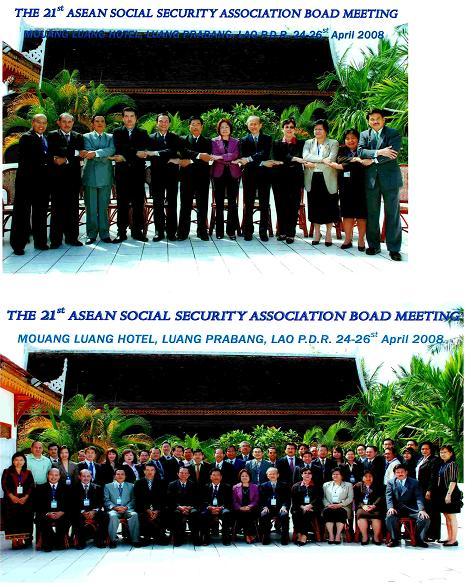 THE 21st ASEAN SOCIAL SECURITY ASSOCIATION BOAD MEETING
MOUANG LUANG HOTEL, LUANG PRABANG, LAO P.D.R. 24-26st April 2008
THE 21st ASEAN SOCIAL SECURITY ASSOCIATION BOAD MEETING
MOUANG LUANG HOTEL, LUANG PRABANG, LAO P.D.R. 24-26st April 2008